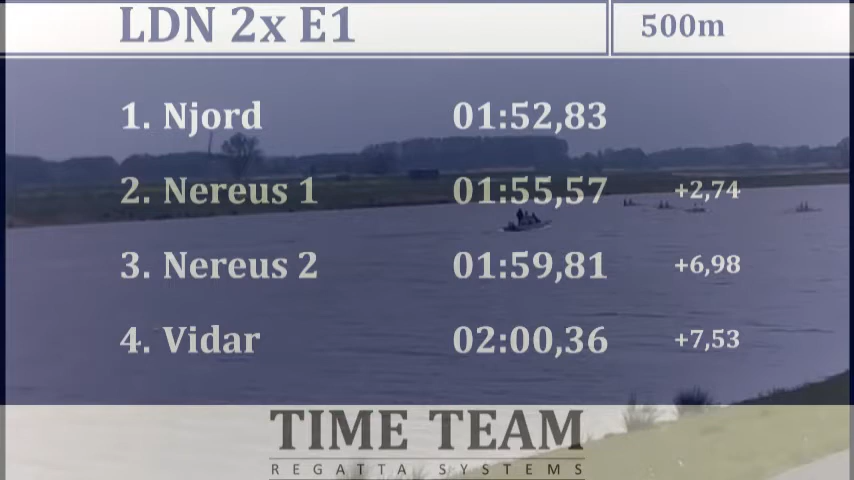 LDN 2x E1 500m
1. Njord 01:52,83
2. Nereus 1 01:55,57 +2,74
3. Nereus 2 01:59,81 +6,98
4. Vidar 02:00,36 +7,53
TIME TEAM
REGATTA SYSTEMS